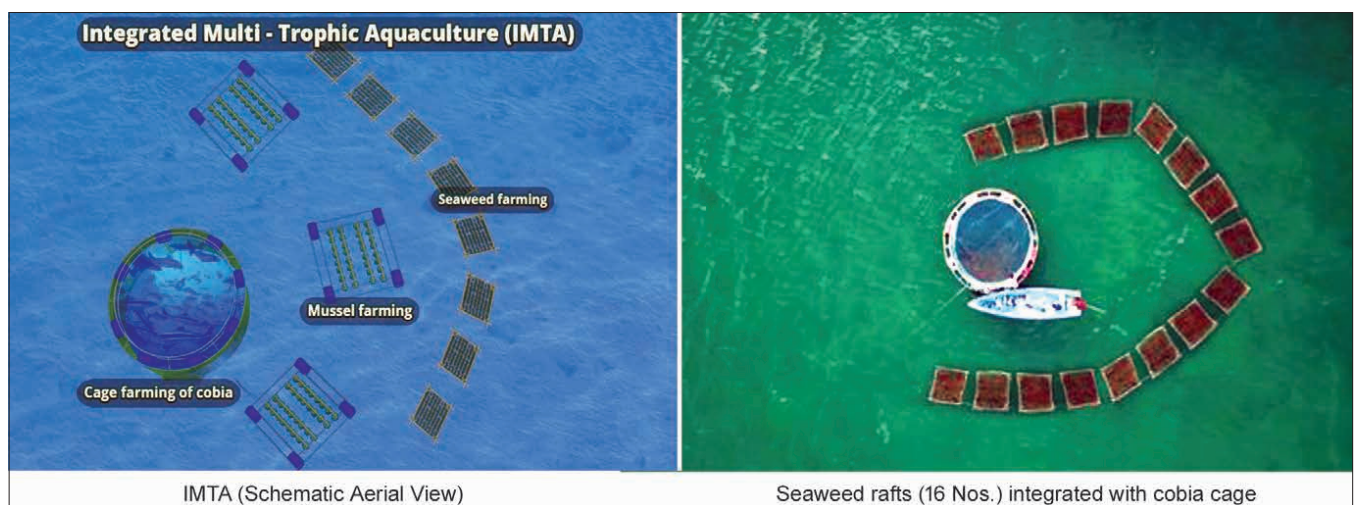 Integrated Multi - Trophic Aquaculture (IMTA)
Seaweed farming
Mussel farming
Cage farming of cobia
IMTA (Schematic Aerial View)
Seaweed rafts (16 Nos.) integrated with cobia cage